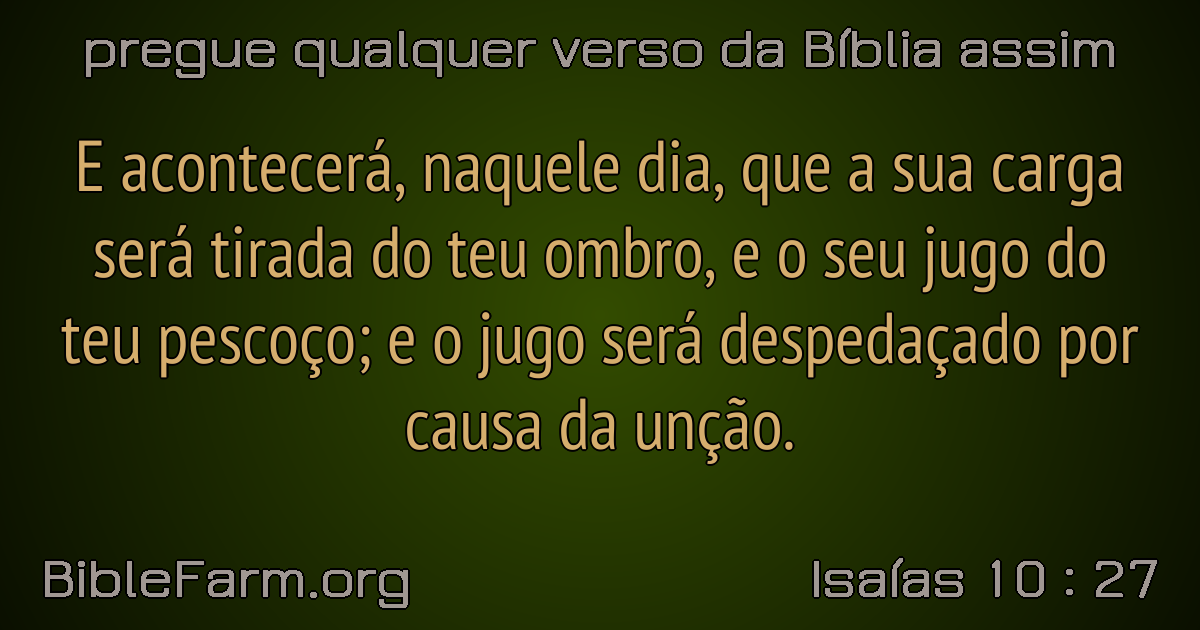 pregue qualquer verso da Bíblia assim
E acontecerá, naquele dia, que a sua carga
será tirada do teu ombro, e o seu jugo do
teu pescoço; e o jugo será despedaçado por
causa da unção.
BibleFarm.org
Isaías 10 : 27